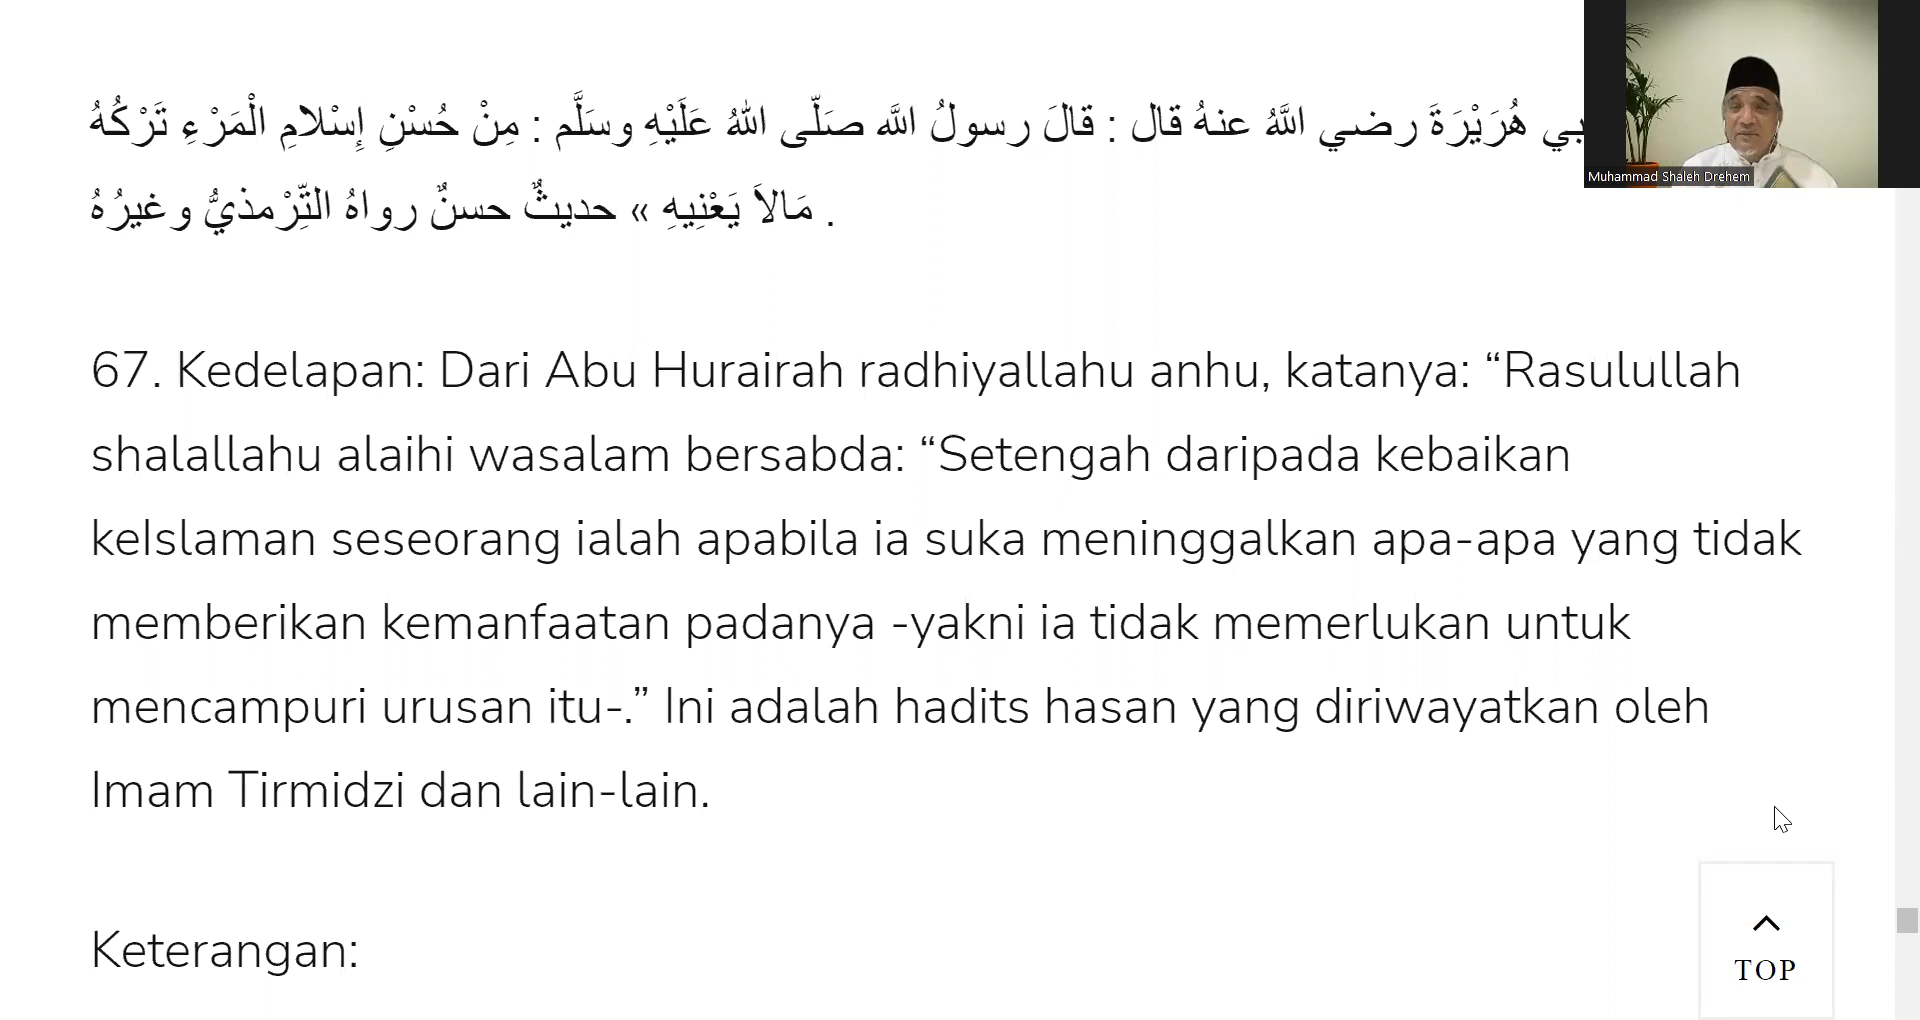 بي هُرَيْرَةَ رضي اللَّهُ عنهُ قال : قالَ رسولُ اللَّه صَلّى اللهُ عَلَيْهِ وسَلَّم : مِنْ حُسْنِ إِسْلامِ الْمَرْءِ تَرْكُهُ
مَالاَ يَعْنِيهِ » حديثٌ حسنٌ رواهُ التِّرْمذيُّ وغيرُهُ .
Muhammad Shaleh Drehem
67. Kedelapan: Dari Abu Hurairah radhiyallahu anhu, katanya: “Rasulullah
shalallahu alaihi wasalam bersabda: “Setengah daripada kebaikan
keIslaman seseorang ialah apabila ia suka meninggalkan apa-apa yang tidak
memberikan kemanfaatan padanya -yakni ia tidak memerlukan untuk
mencampuri urusan itu-.” Ini adalah hadits hasan yang diriwayatkan oleh
Imam Tirmidzi dan lain-lain.
Keterangan:
TOP